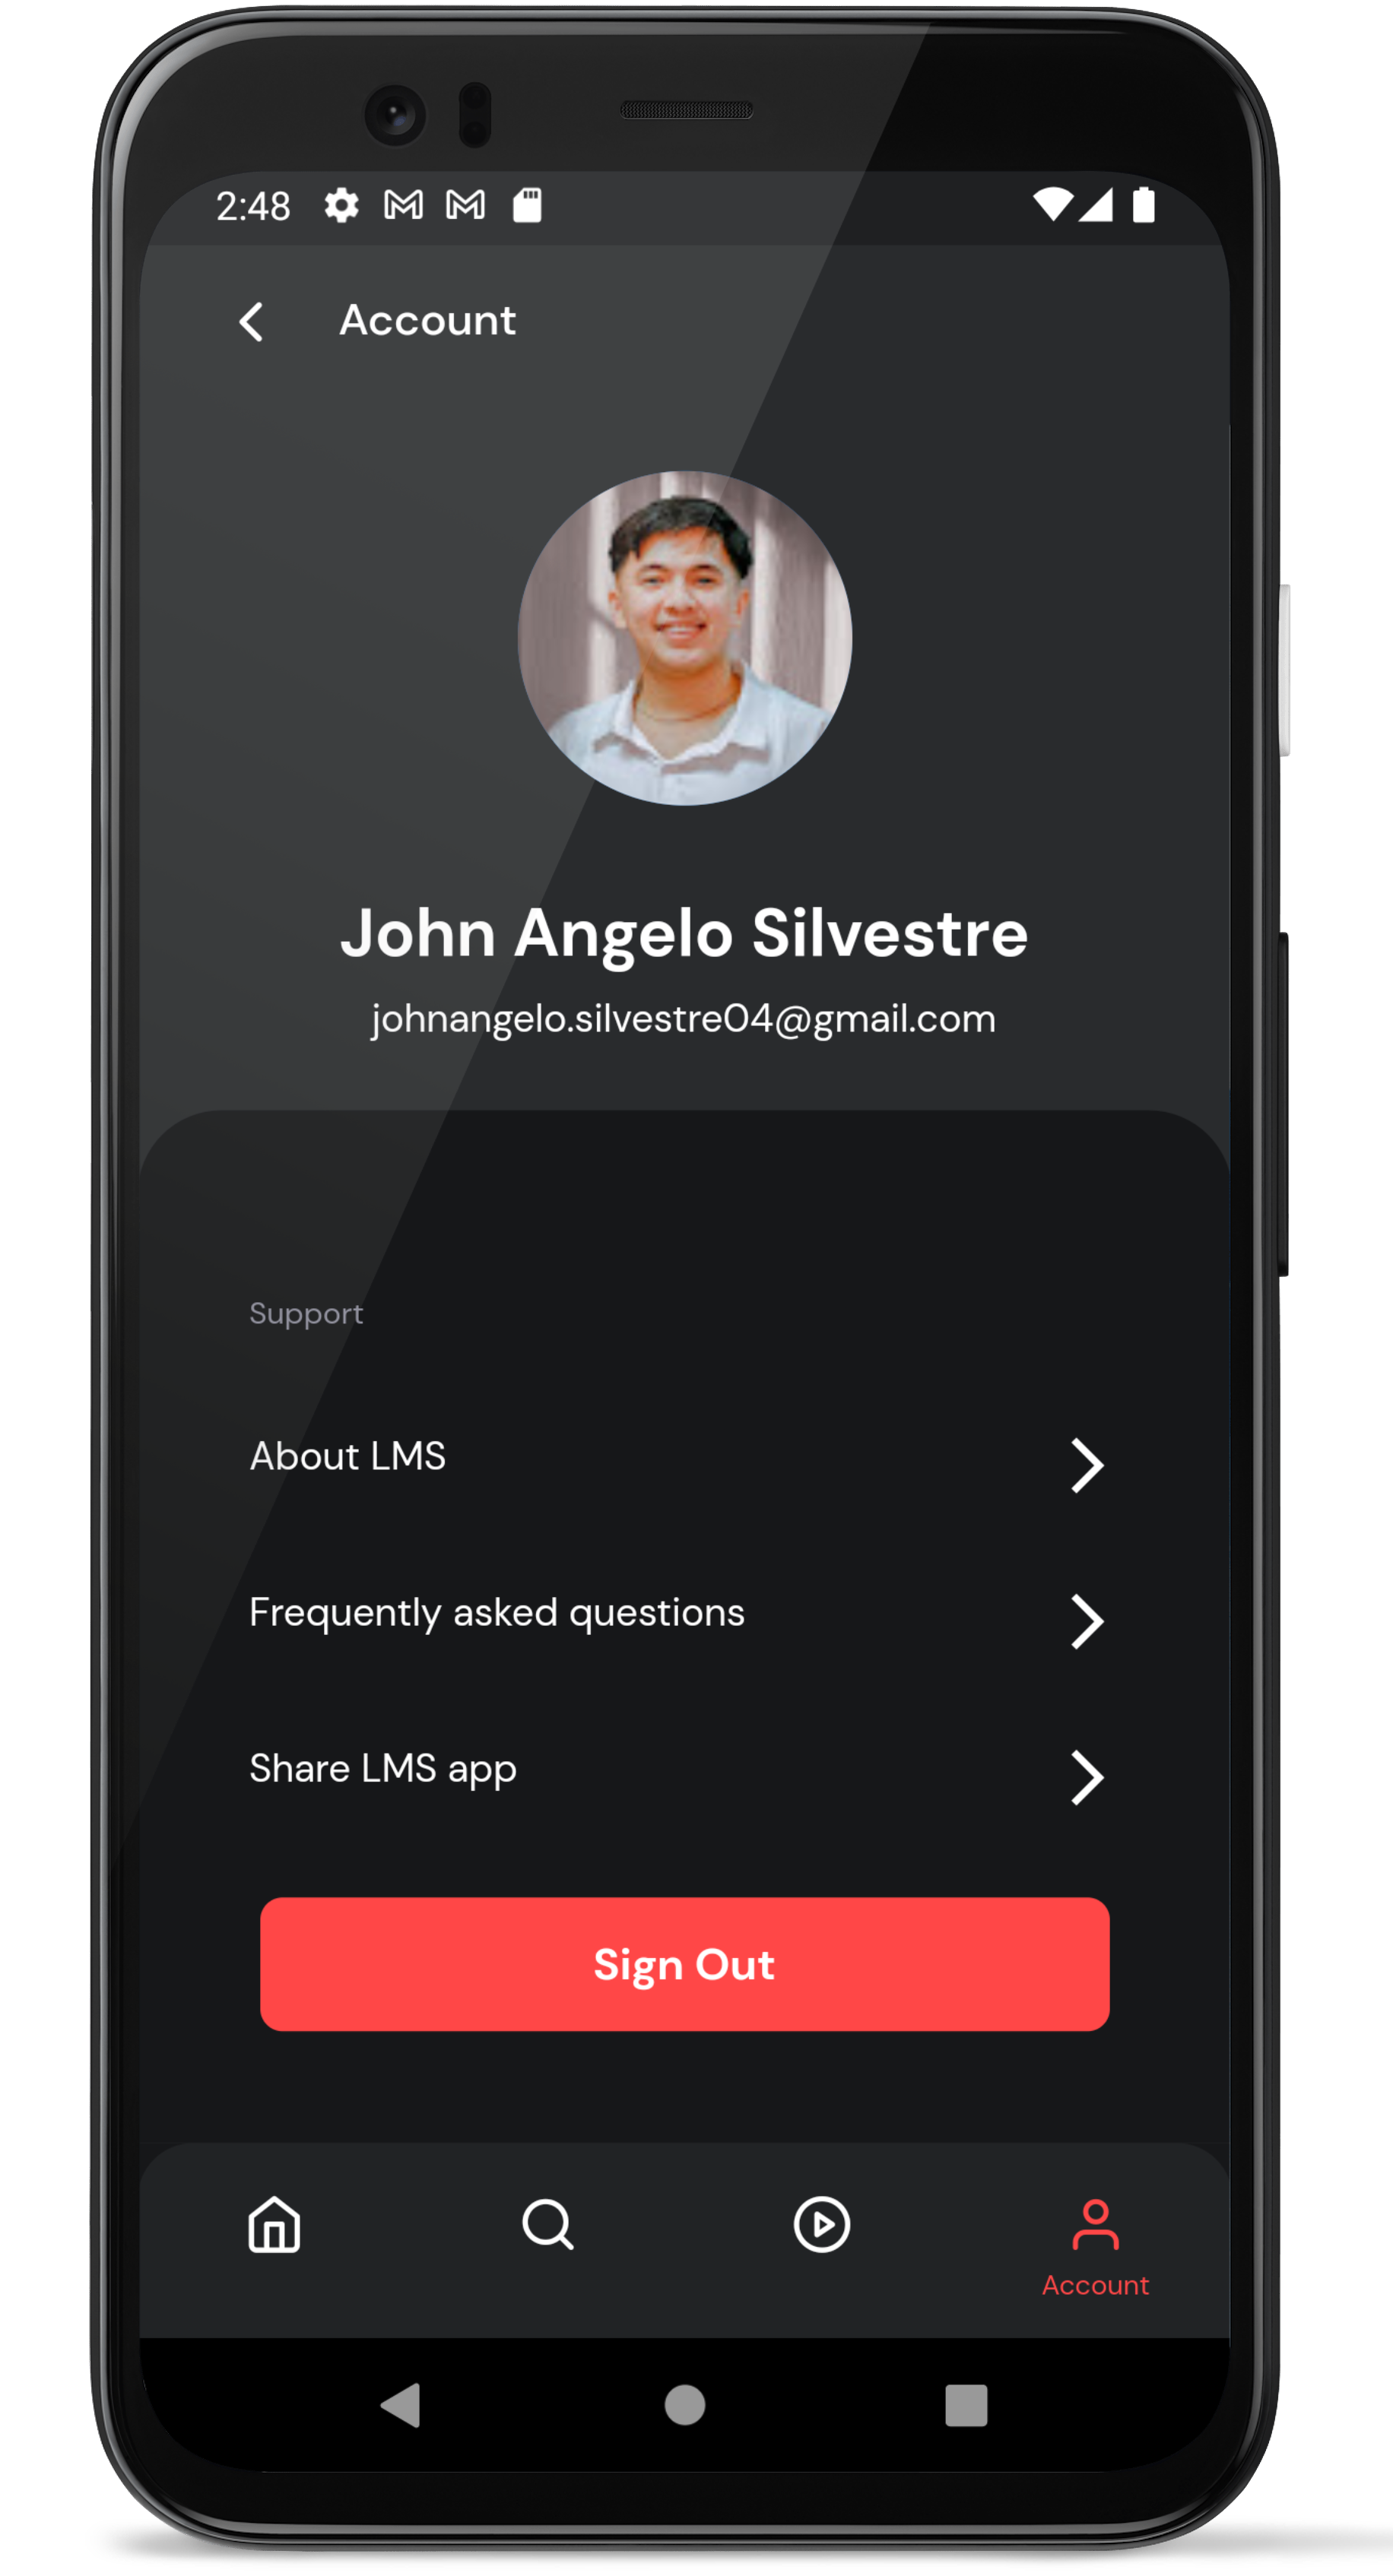 2:48
Account
John Angelo Silvestre
johnangelo.silvestre04@gmail.com
Support
About LMS
Frequently asked questions
Share LMS app
Sign Out
Account